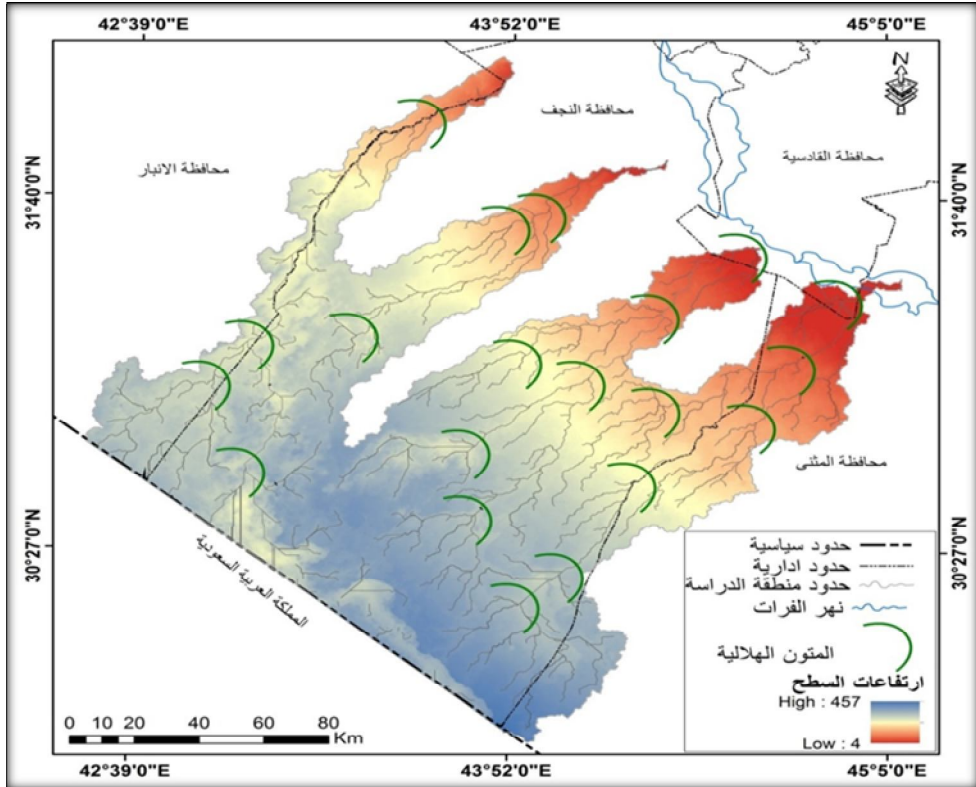 42°39'0"E
43°52'0"E
45°5'0"E
N
محافظة النجف
محافظة القادسية
محافظة الانبار
31°40'0"N
31°40'0"N
محافظة المثنى
30°27'0"N
30°27'0"N
المملكة العربية السعودية
حدود سياسية
حدود ادارية
حدود منطقة الدراسة
نهر الفرات
المتون الهلالية
ارتفاعات السطح
High : 457
Low : 4
0 10 20 40 60 80
Km
42°39'0"E
43°52'0"E
45°5'0"E